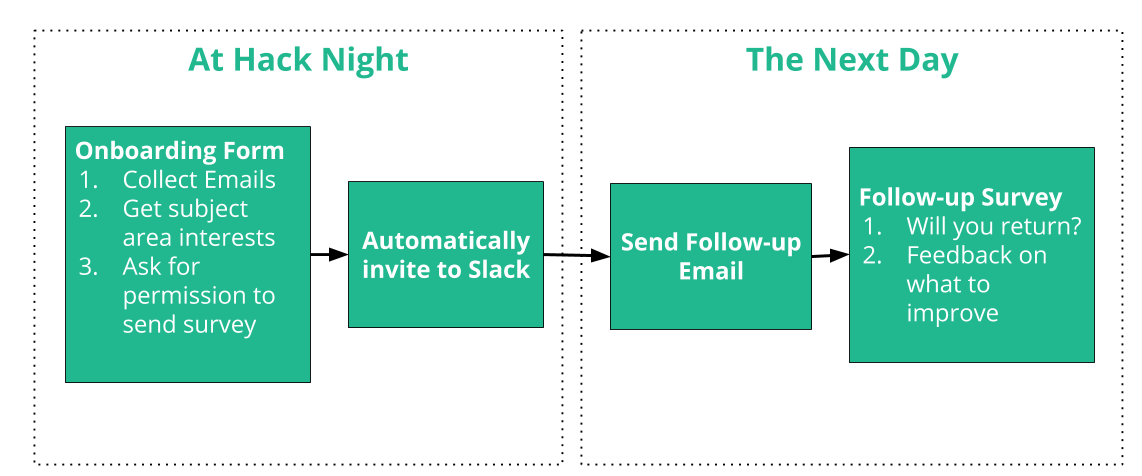 At Hack Night
Onboarding Form
1. Collect Emails
2. Get subject
area interests
3. Ask for
permission to
send survey
Automatically
invite to Slack
The Next Day
Send Follow-up
Email
Follow-up Survey
1. Will you return?
2. Feedback on
what to
improve